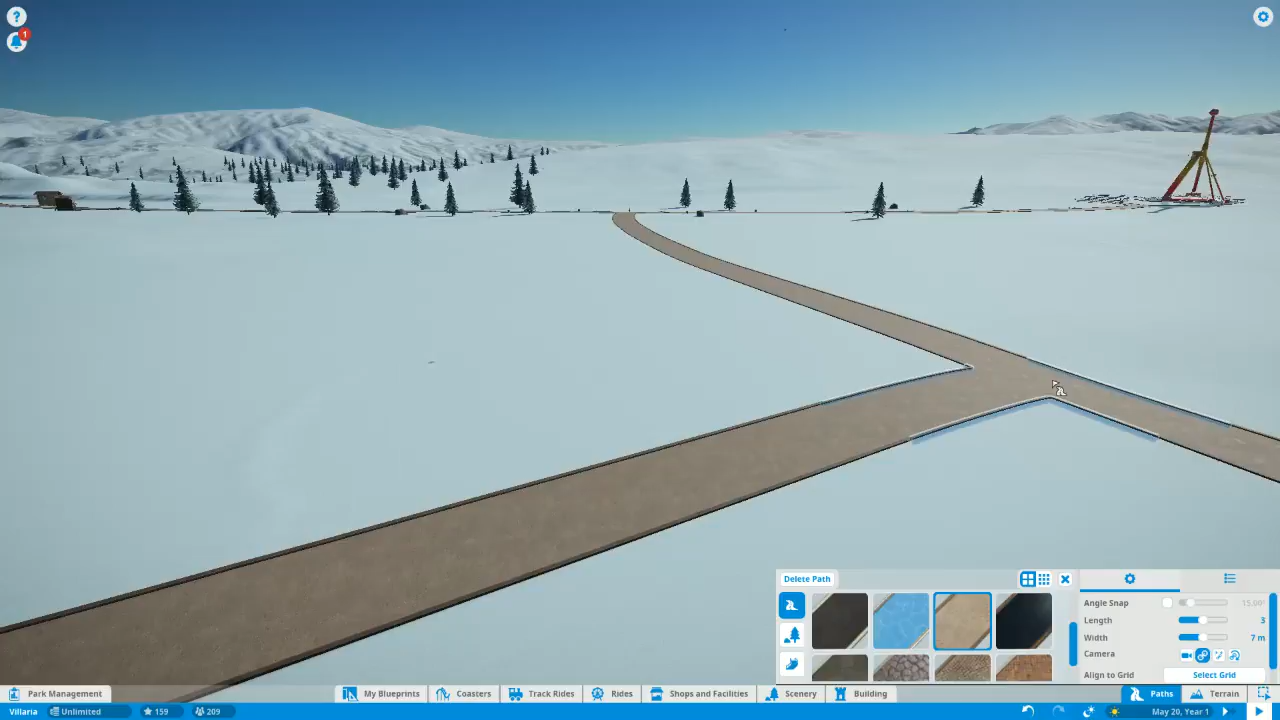 ?
1
Delete Path
Angle Snap 15.00°
Length 3
Width 7 m
Camera
Align to Grid Select Grid
Park Management My Blueprints Coasters Track Rides Rides Shops and Facilities Scenery Building Paths Terrain
Villaria Unlimited 159 209 May 20, Year 1